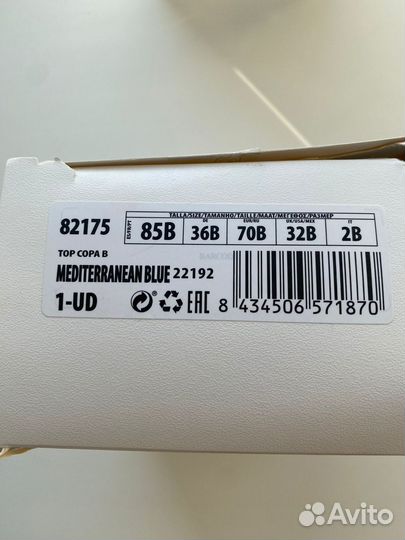 TALLA/SIZE/TAMANHO/TAILLE/MAAT/ΜΕΓΕΘΟΣ/РАЗМЕР
82175 ES/FR/PT 85B DE 36B EUR/RU 70B UK/USA/MEX 32B IT 2B
TOP COPA B
MEDITERRANEAN BLUE 22192
1-UD EAC 8 434506 571870
Avito